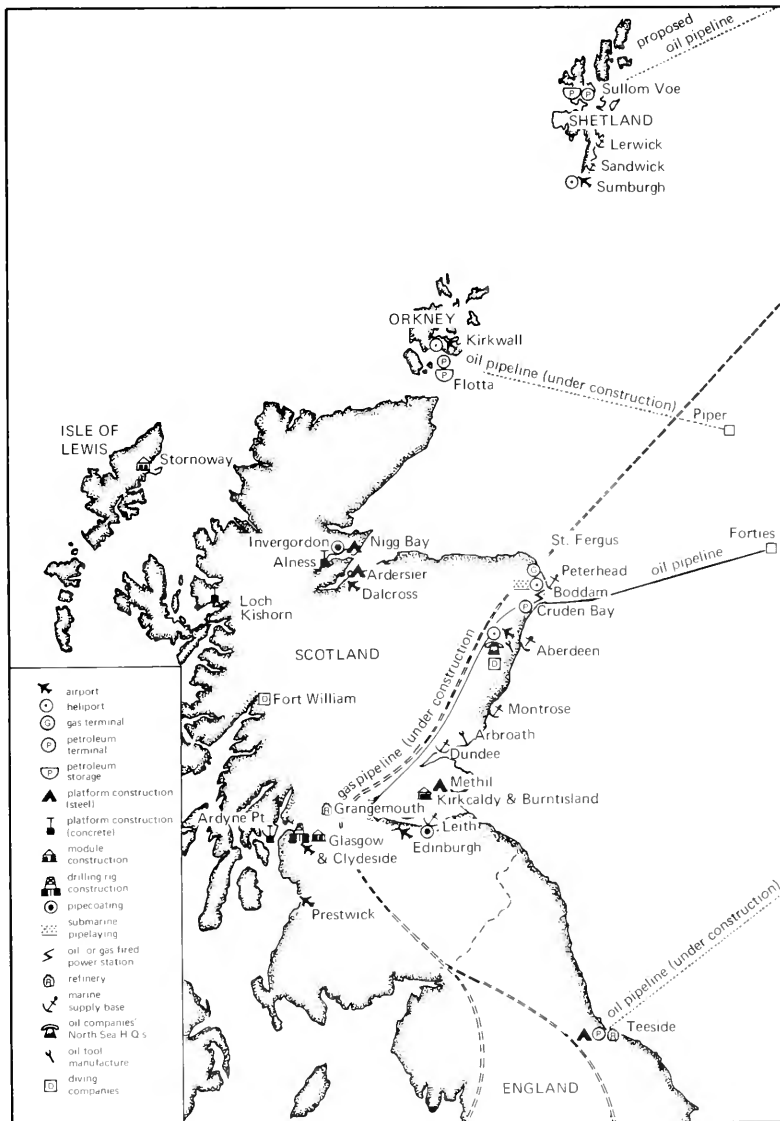 proposed
oil pipeline
P
P
Sullom Voe
SHETLAND
Lerwick
Sandwick
Sumburgh
ORKNEY
Kirkwall
P
P
Flotta
oil pipeline (under construction)
Piper
ISLE OF
LEWIS
Stornoway
Invergordon
Nigg Bay
Alness
Ardersier
Dalcross
Loch
Kishorn
St. Fergus
G
Peterhead
Boddam
P
Cruden Bay
oil pipeline
Forties
SCOTLAND
Aberdeen
D
D
Fort William
Montrose
Arbroath
Dundee
gas pipeline (under construction)
Methil
Kirkcaldy & Burntisland
R
Grangemouth
Ardyne Pt
Glasgow
& Clydeside
Leith
Edinburgh
Prestwick
oil pipeline (under construction)
P
R
Teeside
ENGLAND
airport
heliport
G
gas terminal
P
petroleum
terminal
P
petroleum
storage
platform construction
(steel)
platform construction
(concrete)
module
construction
drilling rig
construction
pipecoating
submarine
pipelaying
oil or gas fired
power station
R
refinery
marine
supply base
oil companies'
North Sea H Q s
oil tool
manufacture
D
diving
companies